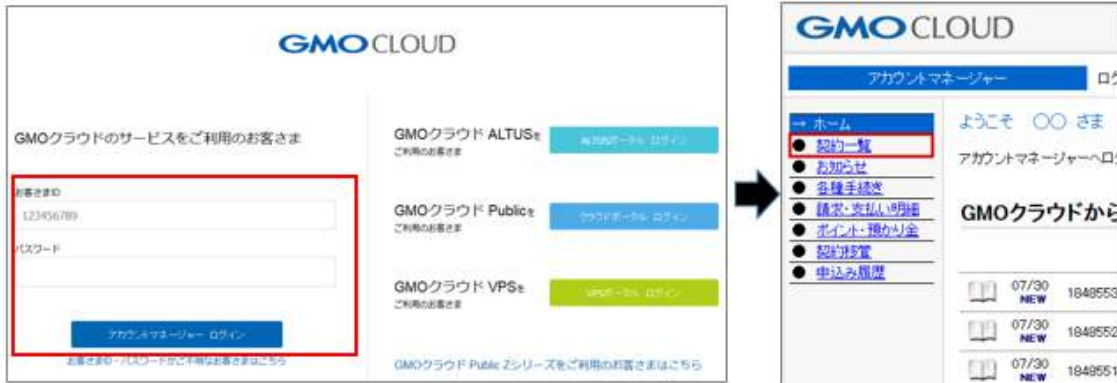 GMO CLOUD
GMOクラウドのサービスをご利用のお客さま
お客さまID
123456789
パスワード
アカウントマネージャー ログイン
お客さまID・パスワードがご不明なお客さまはこちら
GMOクラウド ALTUSを
ご利用のお客さま
ALTUSポータル ログイン
GMOクラウド Publicを
ご利用のお客さま
クラウドポータル ログイン
GMOクラウド VPSを
ご利用のお客さま
VPSポータル ログイン
GMOクラウド Public Zシリーズをご利用のお客さまはこちら
GMO CLOUD
アカウントマネージャー
→ ホーム
● 契約一覧
● お知らせ
● 各種手続き
● 請求・支払い明細
● ポイント・預かり金
● 契約移管
● 申込み履歴
ようこそ ○○ さま
アカウントマネージャーへロ
GMOクラウドから
07/30
NEW
1848553
07/30
NEW
1848552
07/30
NEW
1848551